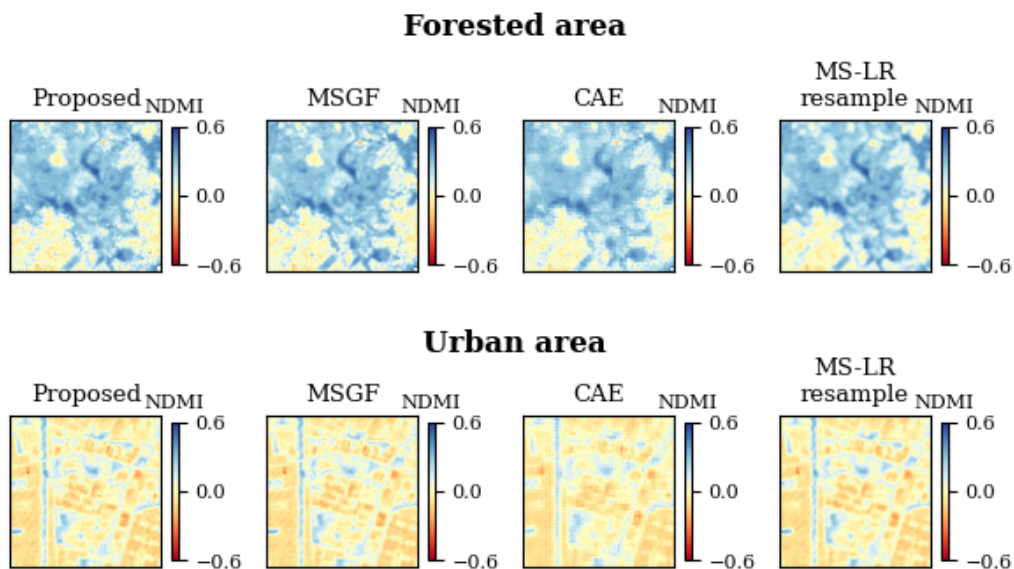 Forested area
Proposed NDMI
MSGF NDMI
CAE NDMI
MS-LR
resample NDMI
0.6
0.0
−0.6
0.6
0.0
−0.6
0.6
0.0
−0.6
0.6
0.0
−0.6
Urban area
Proposed NDMI
MSGF NDMI
CAE NDMI
MS-LR
resample NDMI
0.6
0.0
−0.6
0.6
0.0
−0.6
0.6
0.0
−0.6
0.6
0.0
−0.6